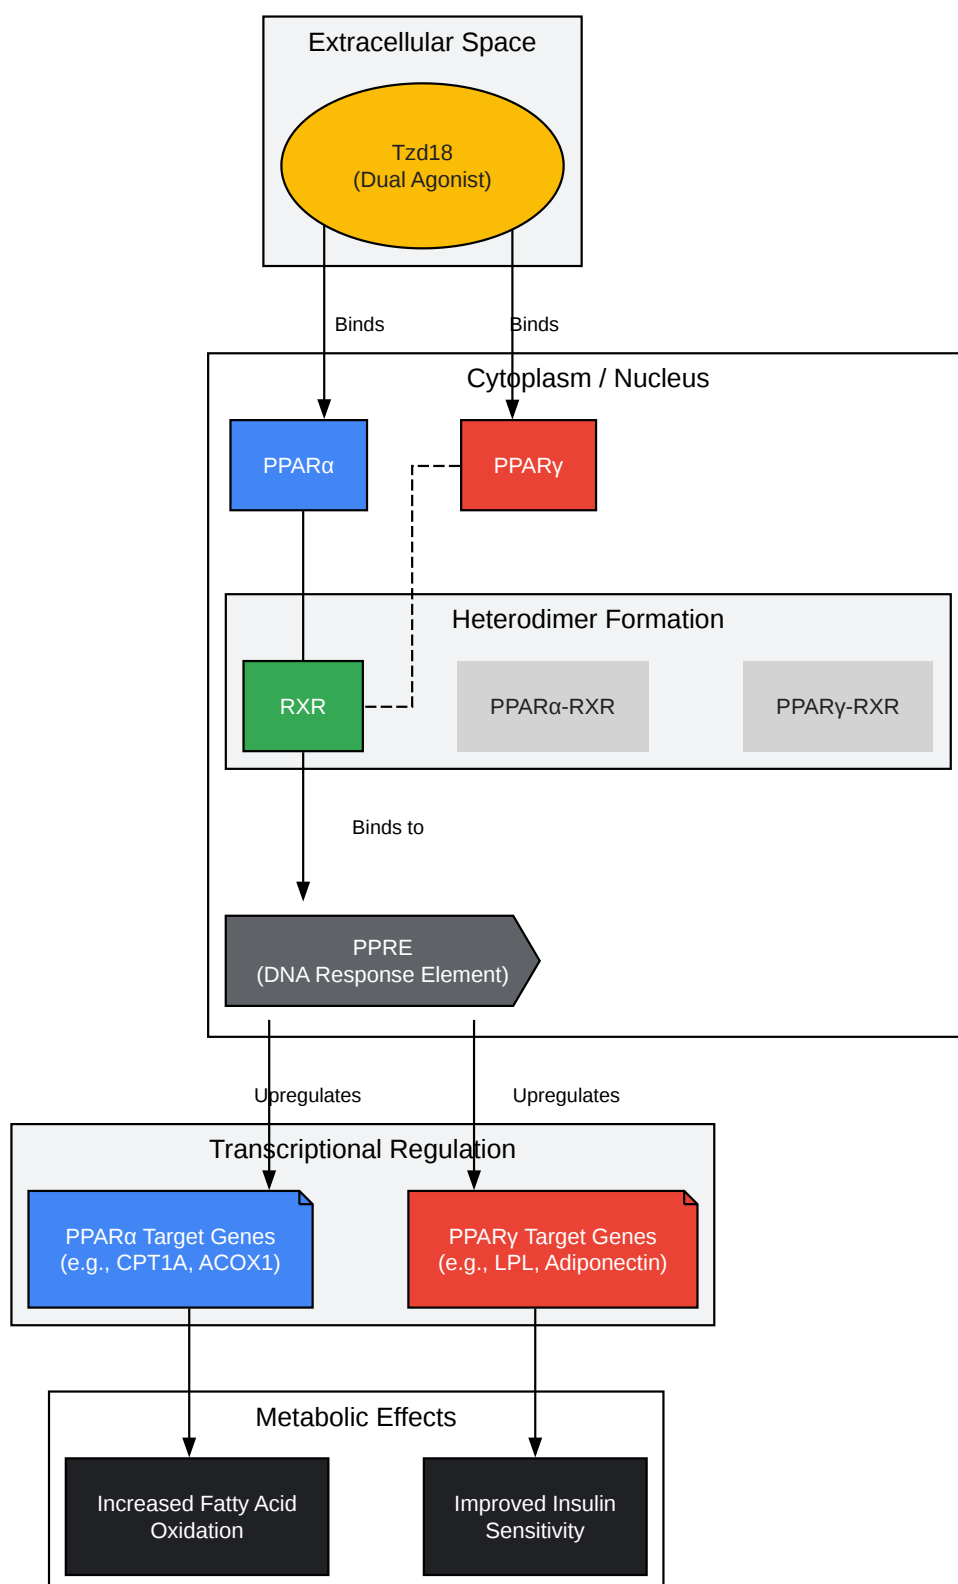 Extracellular Space
Tzd18
(Dual Agonist)
Binds
Binds
Cytoplasm / Nucleus
PPARα
PPARγ
Heterodimer Formation
RXR
PPARα-RXR
PPARγ-RXR
Binds to
PPRE
(DNA Response Element)
Upregulates
Upregulates
Transcriptional Regulation
PPARα Target Genes
(e.g., CPT1A, ACOX1)
PPARγ Target Genes
(e.g., LPL, Adiponectin)
Metabolic Effects
Increased Fatty Acid
Oxidation
Improved Insulin
Sensitivity